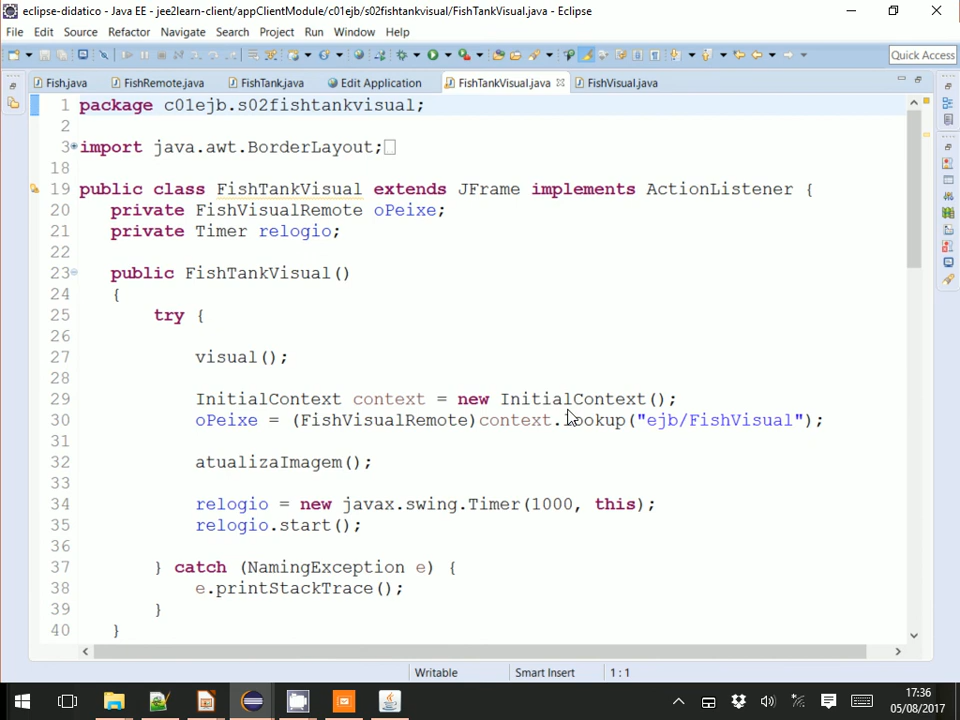 eclipse-didatico - Java EE - jee2learn-client/appClientModule/c01ejb/s02fishtankvisual/FishTankVisual.java - Eclipse
File Edit Source Refactor Navigate Search Project Run Window Help
Quick Access
Fish.java FishRemote.java FishTank.java Edit Application FishTankVisual.java FishVisual.java
1 package c01ejb.s02fishtankvisual;
2
3 import java.awt.BorderLayout;
18
19 public class FishTankVisual extends JFrame implements ActionListener {
20 private FishVisualRemote oPeixe;
21 private Timer relogio;
22
23 public FishTankVisual()
24 {
25 try {
26
27 visual();
28
29 InitialContext context = new InitialContext();
30 oPeixe = (FishVisualRemote)context.lookup("ejb/FishVisual");
31
32 atualizaImagem();
33
34 relogio = new javax.swing.Timer(1000, this);
35 relogio.start();
36
37 } catch (NamingException e) {
38 e.printStackTrace();
39 }
40 }
Writable Smart Insert 1 : 1
17:36
05/08/2017